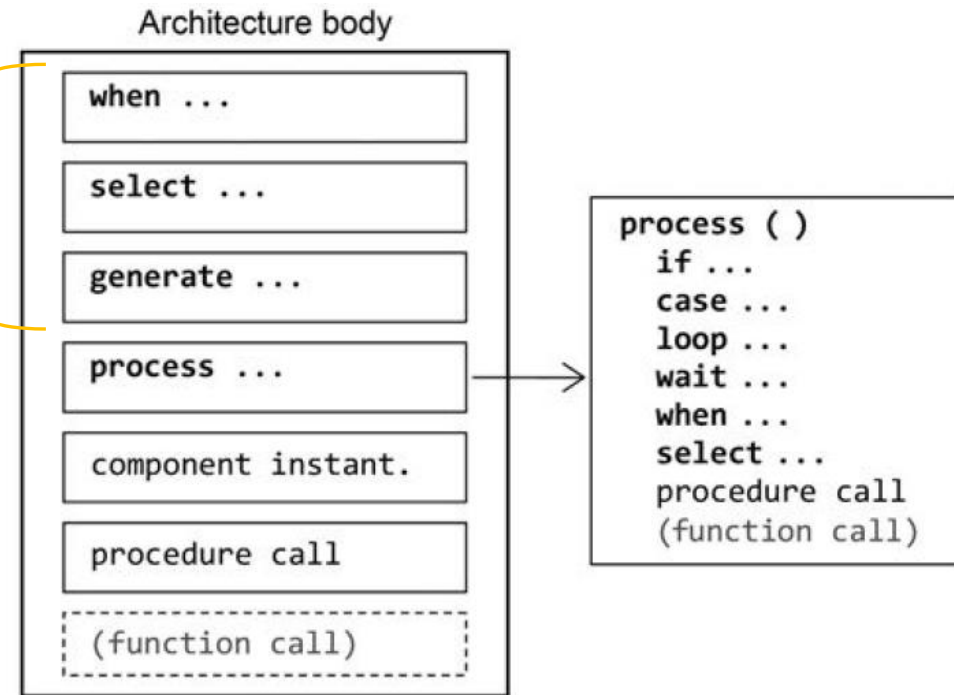 Architecture body
when ...
select ...
generate ...
process ...
component instant.
procedure call
(function call)
process ( )
if ...
case ...
loop ...
wait ...
when ...
select ...
procedure call
(function call)